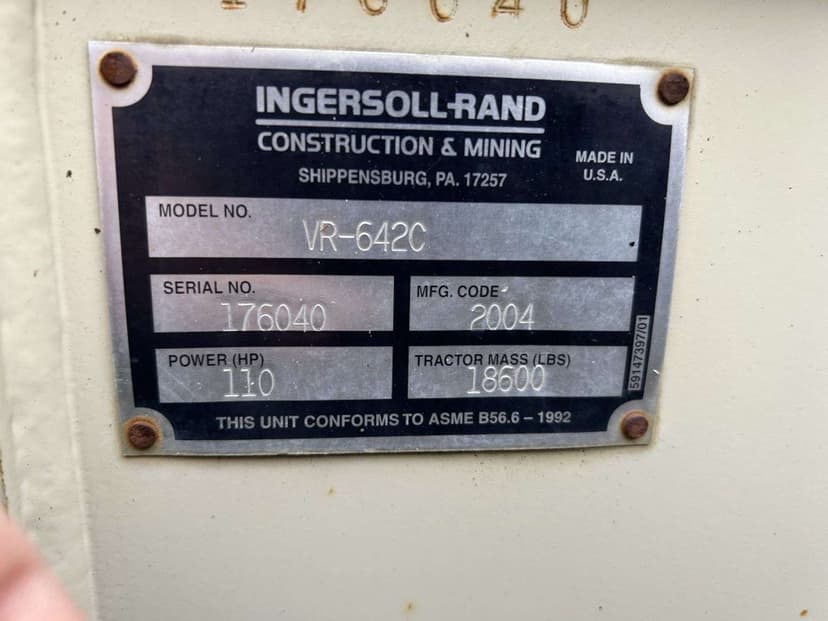 176040
INGERSOLL-RAND
CONSTRUCTION & MINING
SHIPPENSBURG, PA. 17257
MADE IN
U.S.A.
MODEL NO.
VR-642C
SERIAL NO.
176040
MFG. CODE
2004
POWER (HP)
110
TRACTOR MASS (LBS)
18600
59147397/01
THIS UNIT CONFORMS TO ASME B56.6 – 1992